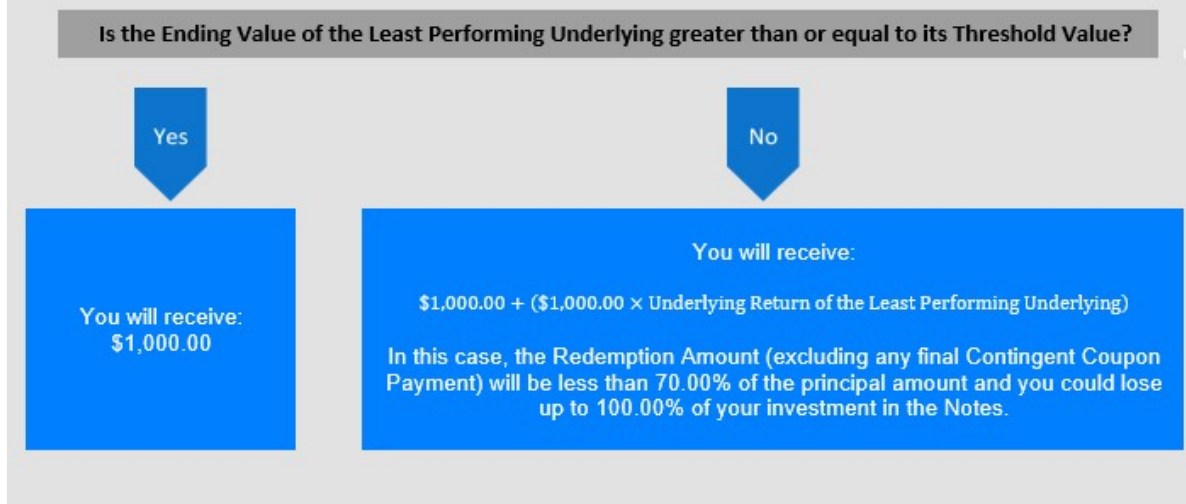 Is the Ending Value of the Least Performing Underlying greater than or equal to its Threshold Value?
Yes
No
You will receive:
$1,000.00
You will receive:
$1,000.00 + ($1,000.00 × Underlying Return of the Least Performing Underlying)
In this case, the Redemption Amount (excluding any final Contingent Coupon
Payment) will be less than 70.00% of the principal amount and you could lose
up to 100.00% of your investment in the Notes.